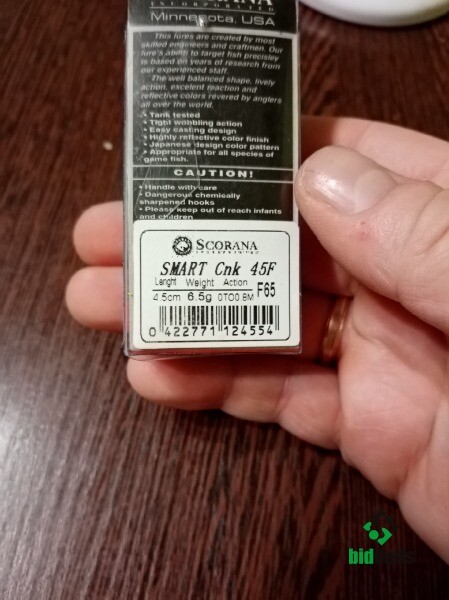 SCORANA
INCORPORATED
Minnesota, USA
This lures are created by most
skilled engineers and craftmen. Our
lure's ability to target fish precisley
is based on years of research from
our experienced staff.
The well balanced shape, lively
action, excelent reaction and
reflective colors revered by anglers
all over the world.
• Tank tested
• Tight wobbling action
• Easy casting design
• Highly reflective color finish
• Japanese design color pattern
• Appropriate for all species of
game fish.
CAUTION!
• Handle with care
• Dangerous chemically
sharpened hooks
• Please keep out of reach infants
and children
SCORANA
INCORPORATED
SMART Cnk 45F
Lenght Weight Action F65
4.5cm 6.5g 0TO0.8M
0 422771 124554